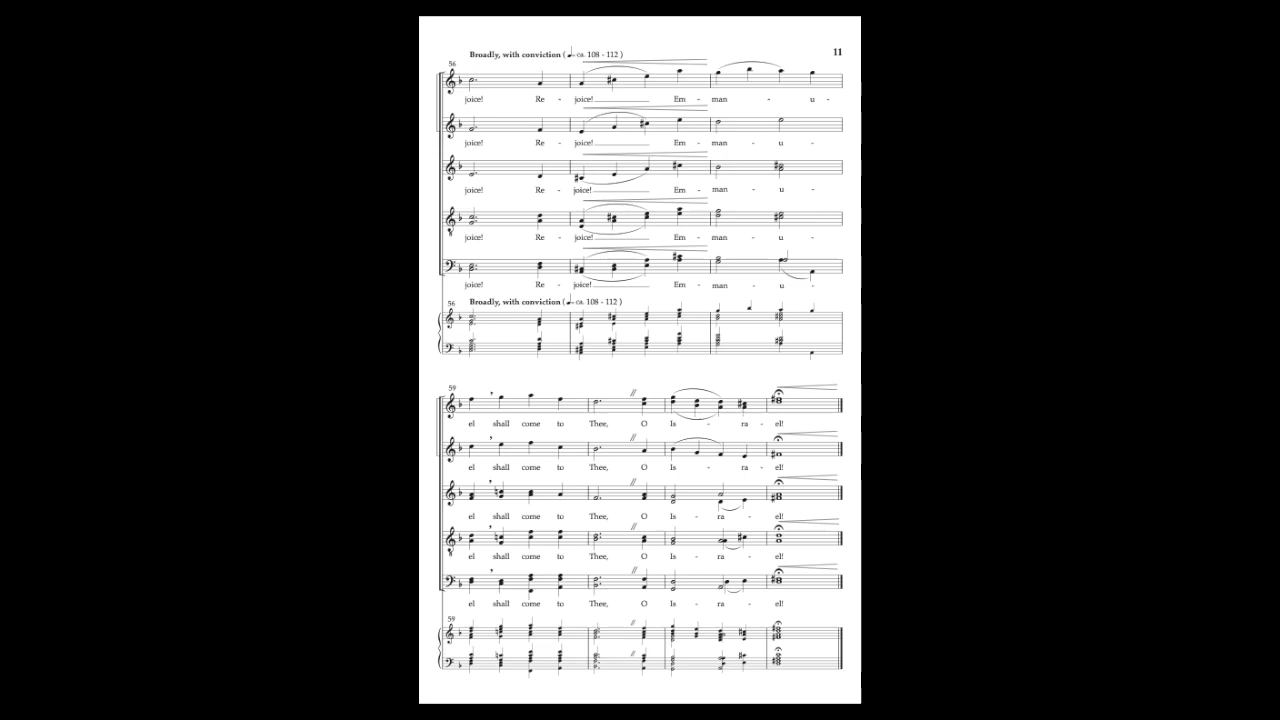 11
Broadly, with conviction (♩= ca. 108 - 112 )
56
joice! Re - joice! Em - man - u -
joice! Re - joice! Em - man - u -
joice! Re - joice! Em - man - u -
joice! Re - joice! Em - man - u -
joice! Re - joice! Em - man - u -
Broadly, with conviction (♩= ca. 108 - 112 )
56
59
el shall come to Thee, O Is - ra - el!
el shall come to Thee, O Is - ra - el!
el shall come to Thee, O Is - ra - el!
el shall come to Thee, O Is - ra - el!
el shall come to Thee, O Is - ra - el!
59